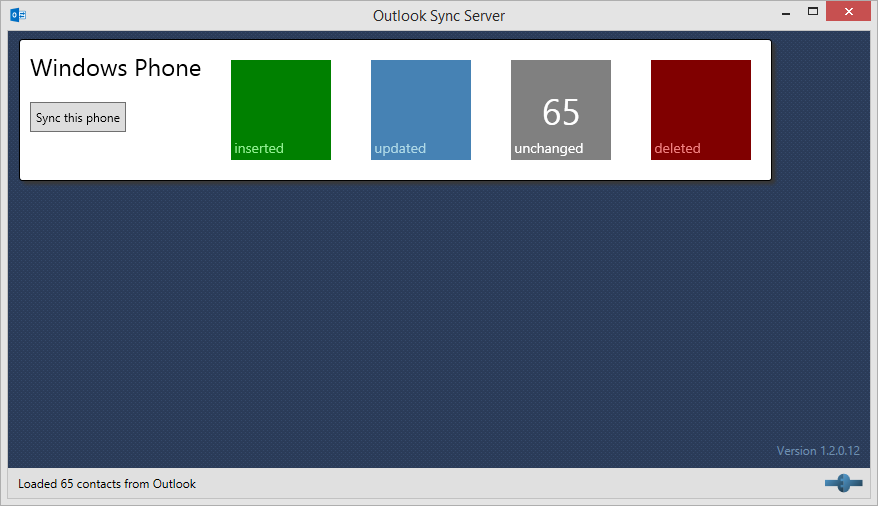 Outlook Sync Server
Windows Phone
Sync this phone
inserted
updated
65
unchanged
deleted
Version 1.2.0.12
Loaded 65 contacts from Outlook